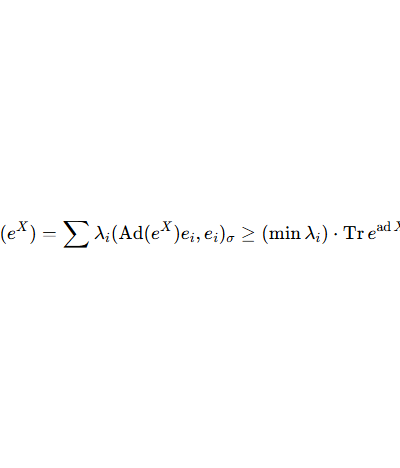 (e^X) = ∑ λ_i(Ad(e^X)e_i, e_i)_σ ≥ (min λ_i) · Tr e^{ad X}